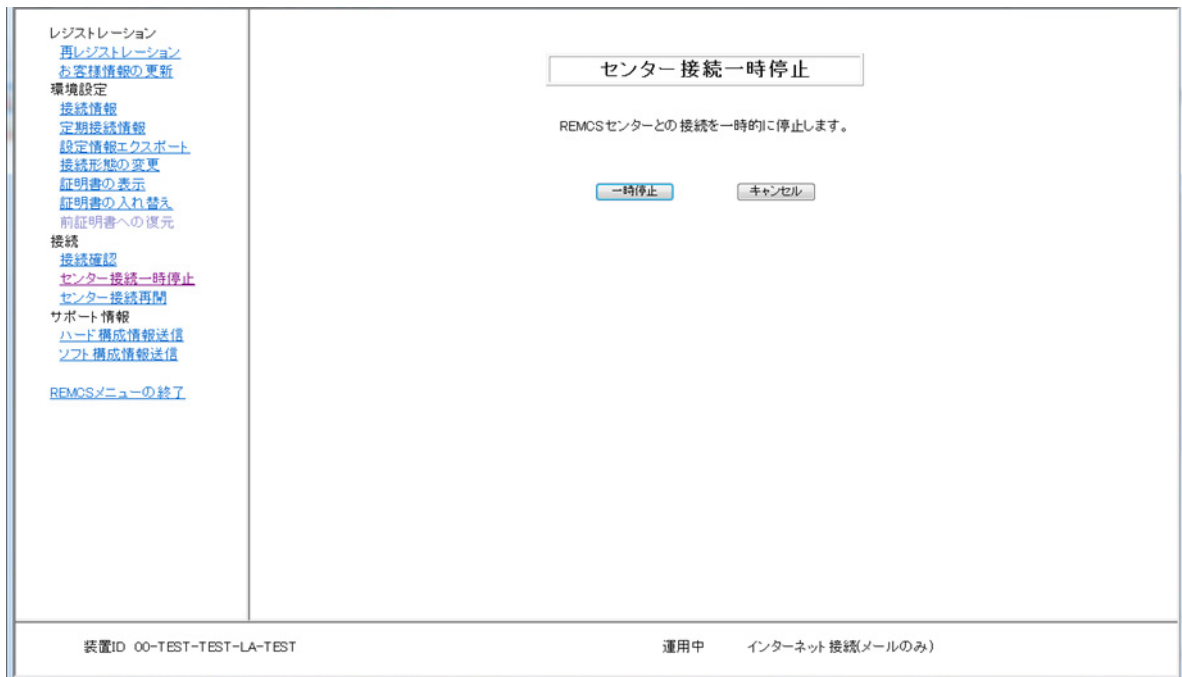 レジストレーション
再レジストレーション
お客様情報の更新
環境設定
接続情報
定期接続情報
設定情報エクスポート
接続形態の変更
証明書の表示
証明書の入れ替え
前証明書への復元
接続
接続確認
センター接続一時停止
センター接続再開
サポート情報
ハード構成情報送信
ソフト構成情報送信
REMCSメニューの終了
センター接続一時停止
REMCSセンターとの接続を一時的に停止します。
一時停止 キャンセル
装置ID 00-TEST-TEST-LA-TEST 運用中 インターネット接続(メールのみ)